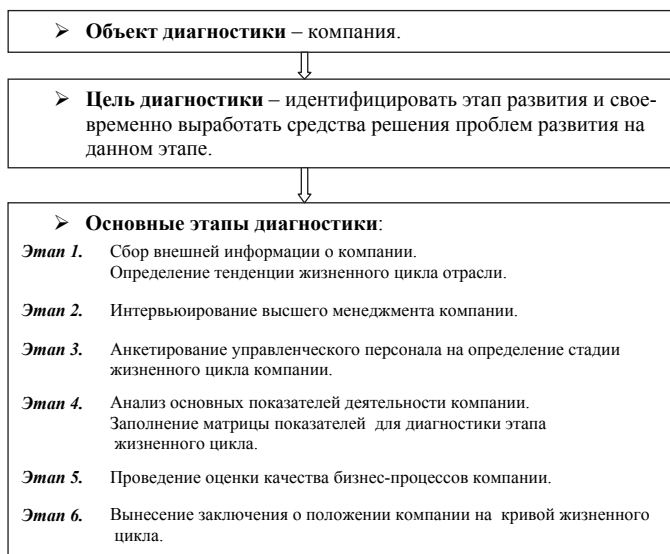 ➢ Объект диагностики – компания.
➢ Цель диагностики – идентифицировать этап развития и свое-
временно выработать средства решения проблем развития на
данном этапе.
➢ Основные этапы диагностики:
Этап 1. Сбор внешней информации о компании.
Определение тенденции жизненного цикла отрасли.
Этап 2. Интервьюирование высшего менеджмента компании.
Этап 3. Анкетирование управленческого персонала на определение стадии
жизненного цикла компании.
Этап 4. Анализ основных показателей деятельности компании.
Заполнение матрицы показателей для диагностики этапа
жизненного цикла.
Этап 5. Проведение оценки качества бизнес-процессов компании.
Этап 6. Вынесение заключения о положении компании на кривой жизненного
цикла.